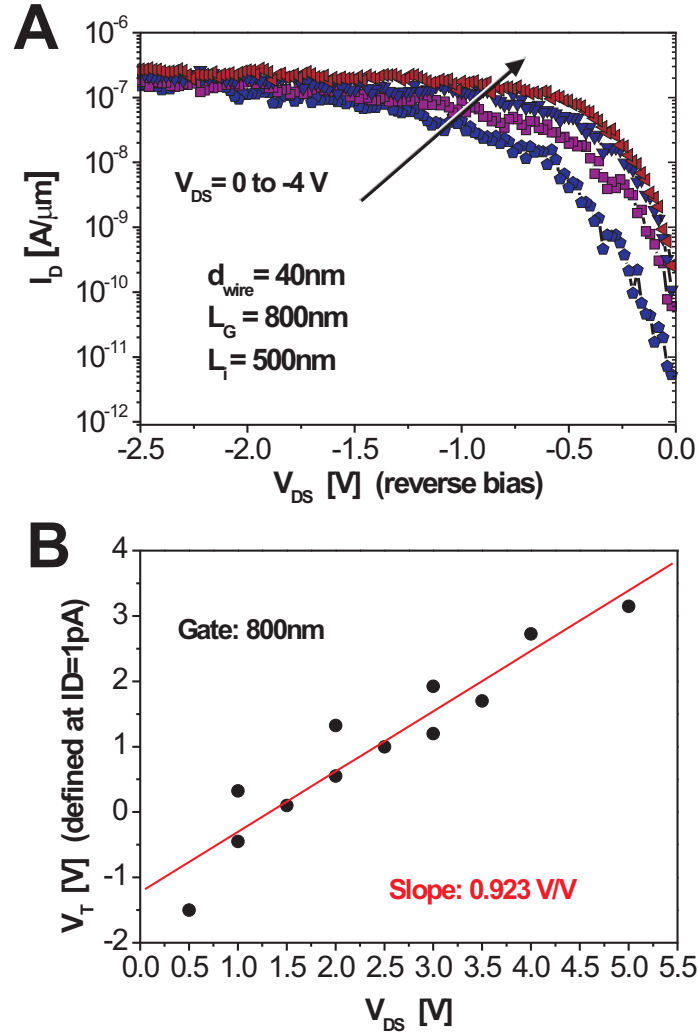 A
10^-6
10^-7
10^-8
10^-9
10^-10
10^-11
10^-12
I_D [A/μm]
V_DS = 0 to -4 V
d_wire = 40nm
L_G = 800nm
L_i = 500nm
-2.5 -2.0 -1.5 -1.0 -0.5 0.0
V_DS [V] (reverse bias)
B
4
3
2
1
0
-1
-2
V_T [V] (defined at ID=1pA)
Gate: 800nm
Slope: 0.923 V/V
0.0 0.5 1.0 1.5 2.0 2.5 3.0 3.5 4.0 4.5 5.0 5.5
V_DS [V]